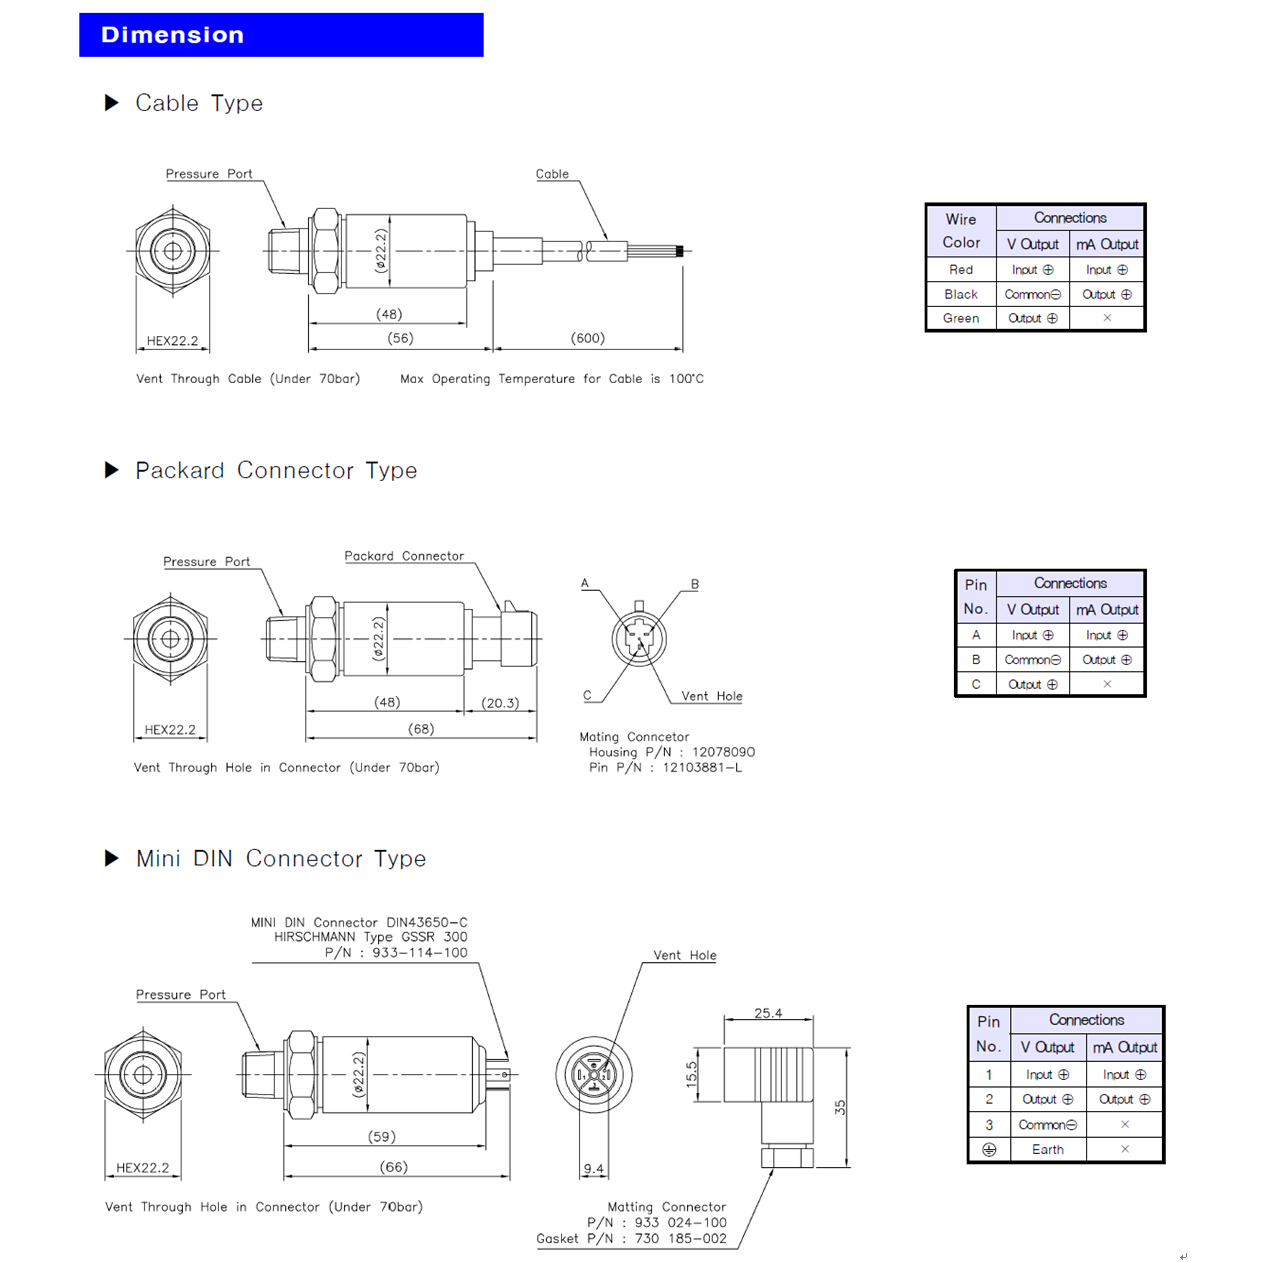 Dimension
▶ Cable Type
Pressure Port
Cable
(ø22.2)
(48)
(56)
(600)
HEX22.2
Vent Through Cable (Under 70bar) Max Operating Temperature for Cable is 100°C
Wire Color Connections
V Output mA Output
Red Input ⊕ Input ⊕
Black Common⊖ Output ⊕
Green Output ⊕ ×
▶ Packard Connector Type
Pressure Port
Packard Connector
(ø22.2)
(48)
(20.3)
(68)
HEX22.2
Vent Through Hole in Connector (Under 70bar)
A
B
C
Vent Hole
Mating Conncetor
Housing P/N : 12078090
Pin P/N : 12103881-L
Pin No. Connections
V Output mA Output
A Input ⊕ Input ⊕
B Common⊖ Output ⊕
C Output ⊕ ×
▶ Mini DIN Connector Type
MINI DIN Connector DIN43650-C
HIRSCHMANN Type GSSR 300
P/N : 933-114-100
Pressure Port
(ø22.2)
(59)
(66)
HEX22.2
Vent Through Hole in Connector (Under 70bar)
Vent Hole
1
2
3
9.4
25.4
15.5
35
Matting Connector
P/N : 933 024-100
Gasket P/N : 730 185-002
Pin No. Connections
V Output mA Output
1 Input ⊕ Input ⊕
2 Output ⊕ Output ⊕
3 Common⊖ ×
⏚ Earth ×